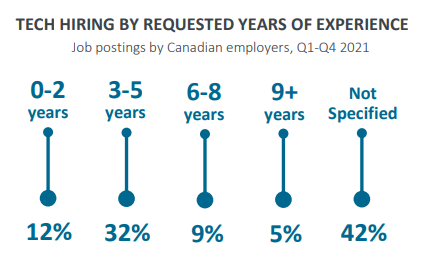 TECH HIRING BY REQUESTED YEARS OF EXPERIENCE
Job postings by Canadian employers, Q1-Q4 2021
0-2 years
3-5 years
6-8 years
9+ years
Not Specified
12% 32% 9% 5% 42%